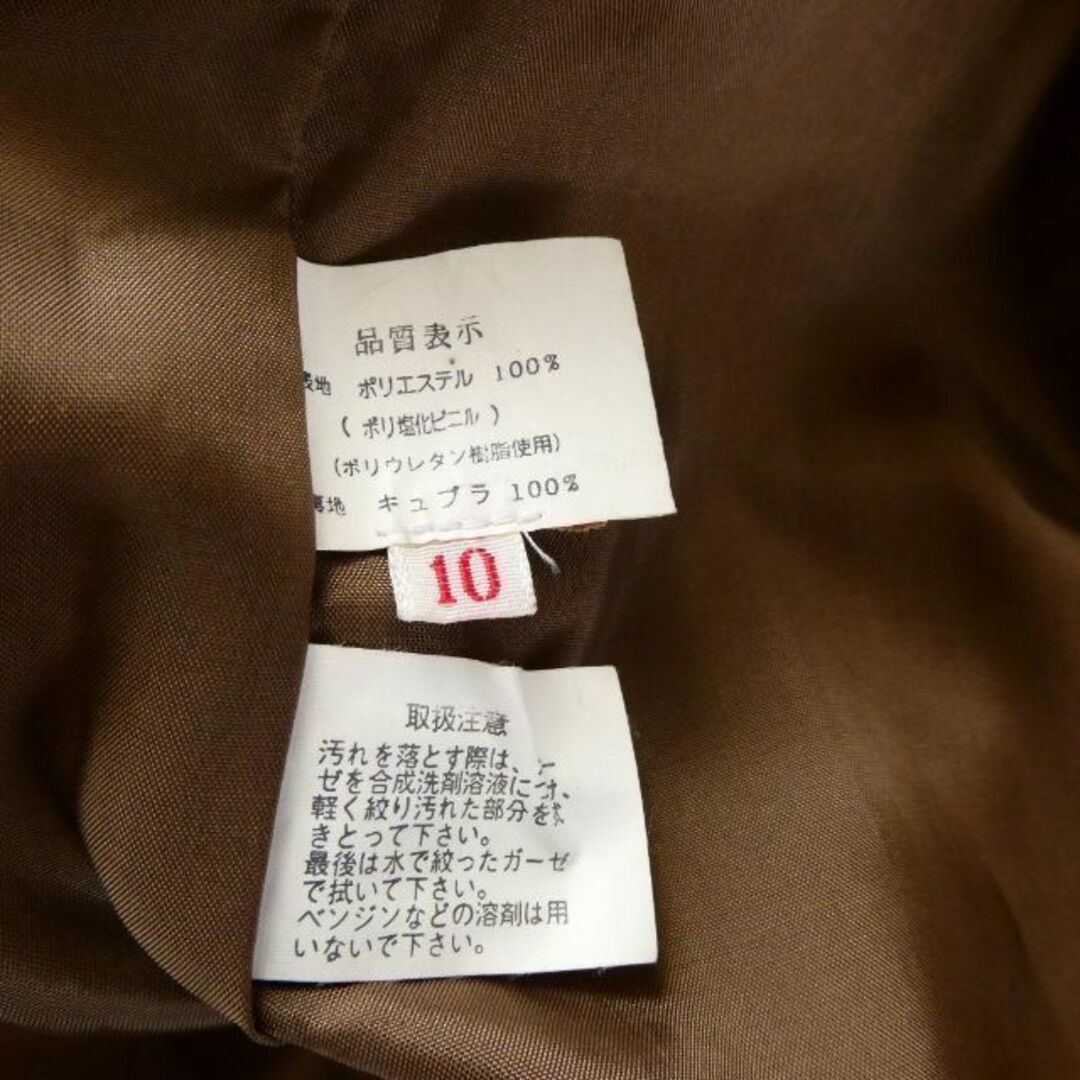 品質表示
表地 ポリエステル 100%
(ポリ塩化ビニル)
(ポリウレタン樹脂使用)
裏地 キュプラ 100%
10
取扱注意
汚れを落とす際は、
ゼを合成洗剤溶液に
軽く絞り汚れた部分を
きとって下さい。
最後は水で絞ったガーゼ
で拭いて下さい。
ベンジンなどの溶剤は用
いないで下さい。